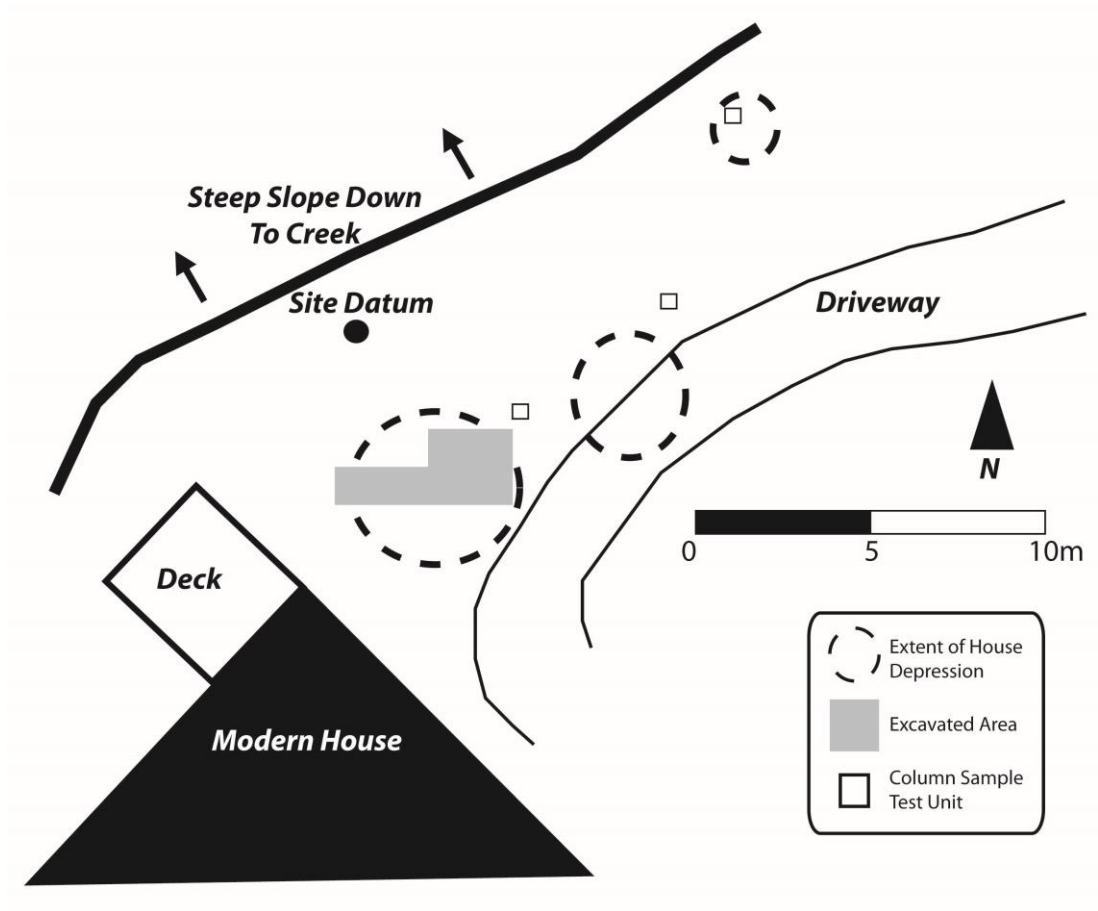 Steep Slope Down
To Creek
Site Datum
Driveway
N
0 5 10m
Deck
Modern House
Extent of House
Depression
Excavated Area
Column Sample
Test Unit